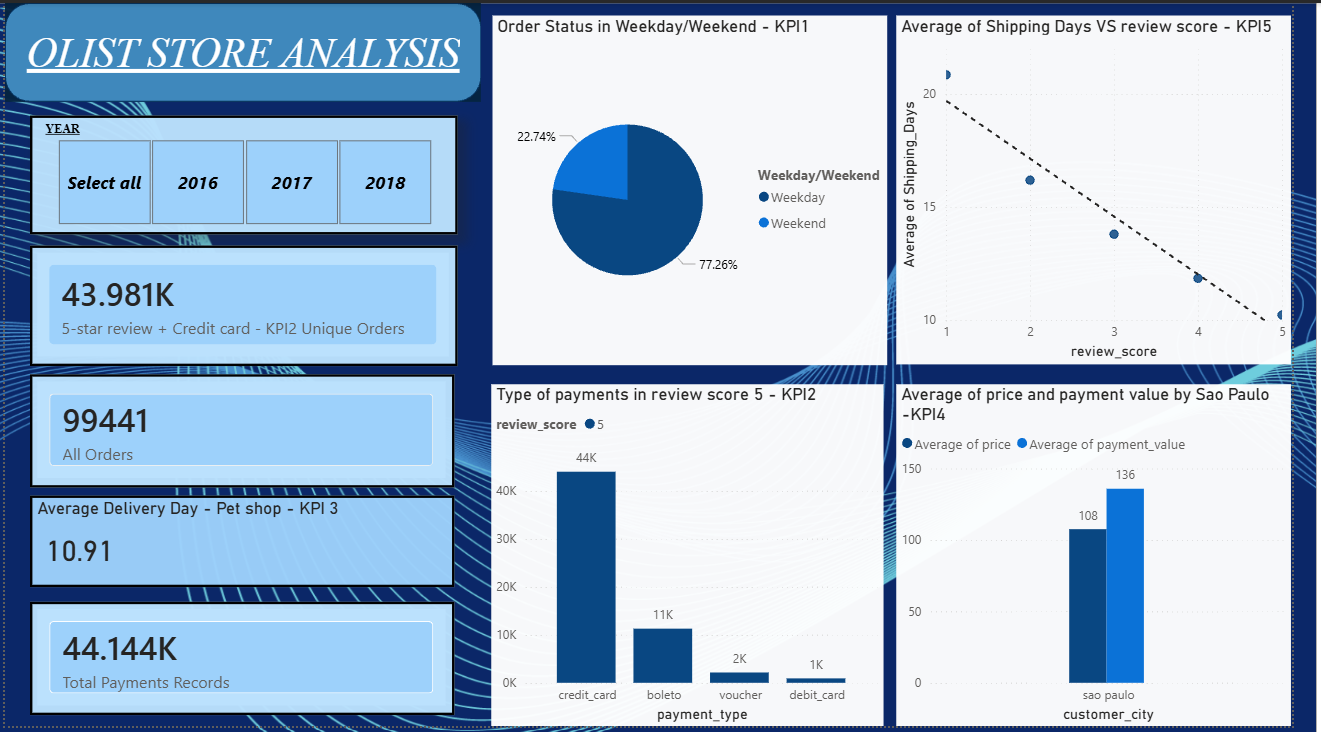 OLIST STORE ANALYSIS
YEAR
Select all
2016
2017
2018
43.981K
5-star review + Credit card - KPI2 Unique Orders
99441
All Orders
Average Delivery Day - Pet shop - KPI 3
10.91
44.144K
Total Payments Records
Order Status in Weekday/Weekend - KPI1
22.74%
77.26%
Weekday/Weekend
Weekday
Weekend
Average of Shipping Days VS review score - KPI5
Average of Shipping_Days
20
15
10
1 2 3 4 5
review_score
Type of payments in review score 5 - KPI2
review_score 5
44K
11K
2K
1K
40K
30K
20K
10K
0K
credit_card boleto voucher debit_card
payment_type
Average of price and payment value by Sao Paulo
-KPI4
Average of price Average of payment_value
150
100
50
0
108
136
sao paulo
customer_city